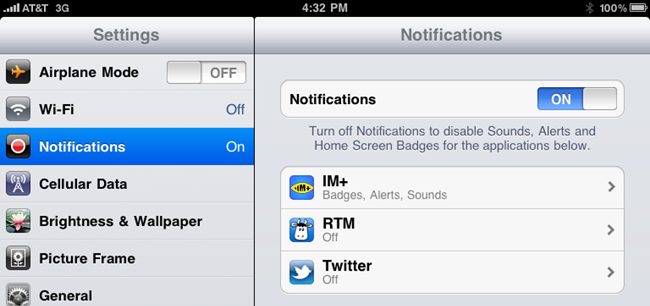 AT&T 3G 4:32 PM 100%
Settings
Airplane Mode OFF
Wi-Fi Off
Notifications On
Cellular Data
Brightness & Wallpaper
Picture Frame
General
Notifications
Notifications ON
Turn off Notifications to disable Sounds, Alerts and
Home Screen Badges for the applications below.
IM+
Badges, Alerts, Sounds
RTM
Off
Twitter
Off